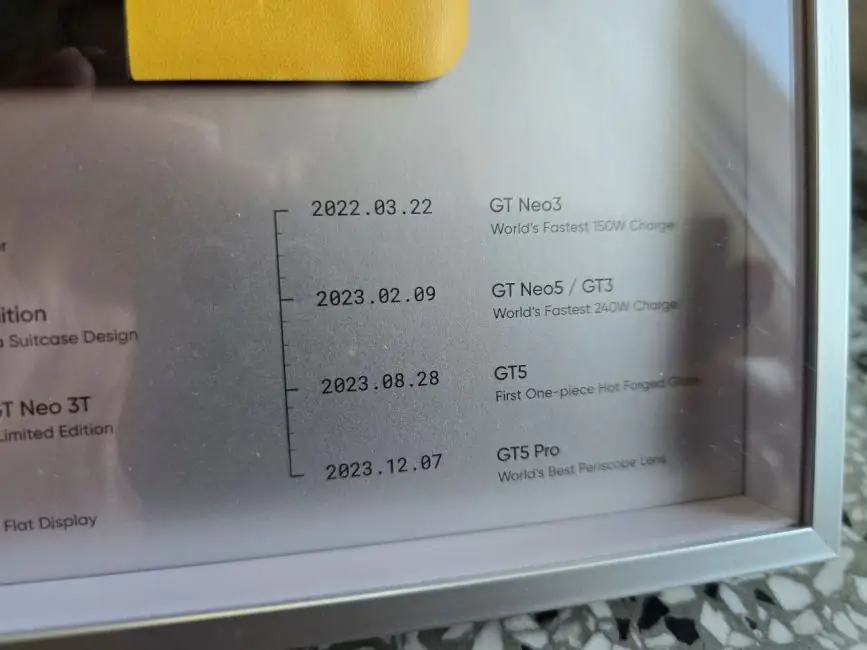 ition
Suitcase Design
GT Neo 3T
Limited Edition
Flat Display
2022.03.22
GT Neo3
World's Fastest 150W Charge
2023.02.09
GT Neo5 / GT3
World's Fastest 240W Charge
2023.08.28
GT5
First One-piece Hot Forged Glass
2023.12.07
GT5 Pro
World's Best Periscope Lens